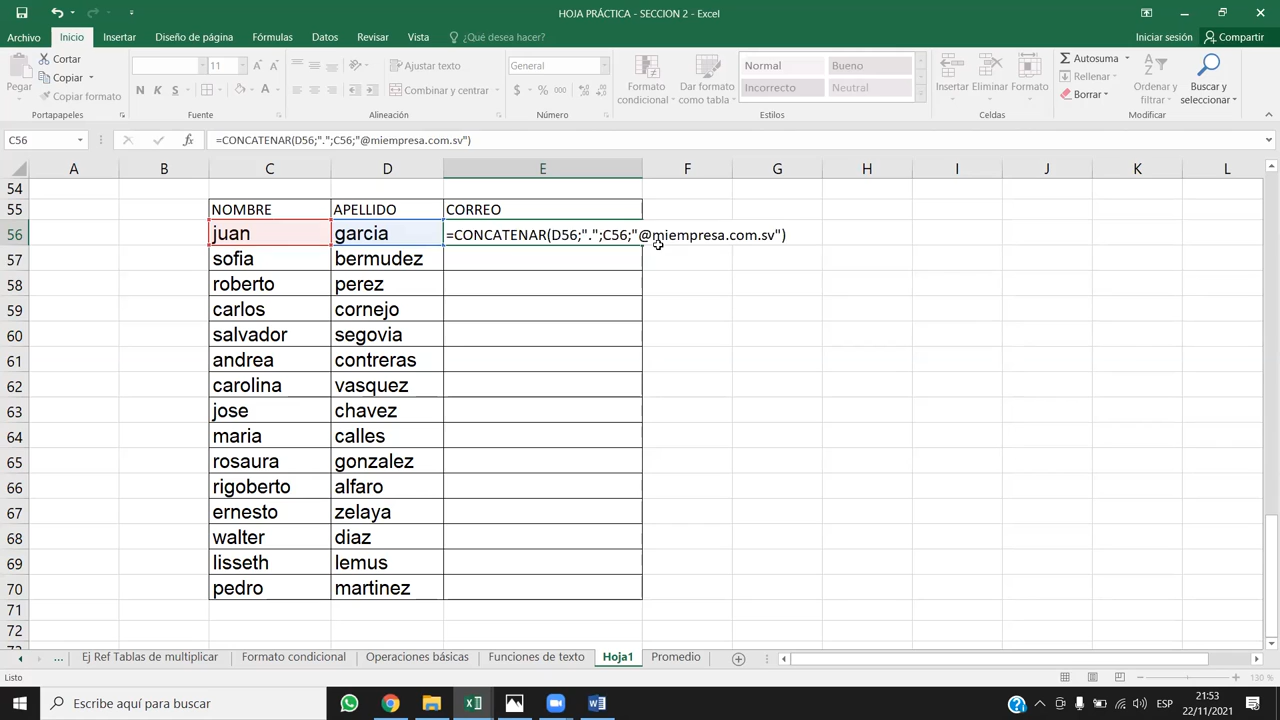 HOJA PRÁCTICA - SECCION 2 - Excel
Archivo Inicio Insertar Diseño de página Fórmulas Datos Revisar Vista ¿Qué desea hacer? Iniciar sesión Compartir
Pegar
Cortar
Copiar
Copiar formato
Portapapeles
11
N K S
A
Fuente
Ajustar texto
Combinar y centrar
Alineación
General
$ % 000
Número
Formato condicional
Dar formato como tabla
Normal Bueno
Incorrecto Neutral
Estilos
Insertar Eliminar Formato
Celdas
Autosuma
Rellenar
Borrar
Ordenar y filtrar
Buscar y seleccionar
Modificar
C56 fx =CONCATENAR(D56;".";C56;"@miempresa.com.sv")
A B C D E F G H I J K L
54
55 NOMBRE APELLIDO CORREO
56 juan garcia =CONCATENAR(D56;".";C56;"@miempresa.com.sv")
57 sofia bermudez
58 roberto perez
59 carlos cornejo
60 salvador segovia
61 andrea contreras
62 carolina vasquez
63 jose chavez
64 maria calles
65 rosaura gonzalez
66 rigoberto alfaro
67 ernesto zelaya
68 walter diaz
69 lisseth lemus
70 pedro martinez
71
72
... Ej Ref Tablas de multiplicar Formato condicional Operaciones básicas Funciones de texto Hoja1 Promedio
Listo 130 %
Escribe aquí para buscar ESP 21:53
22/11/2021